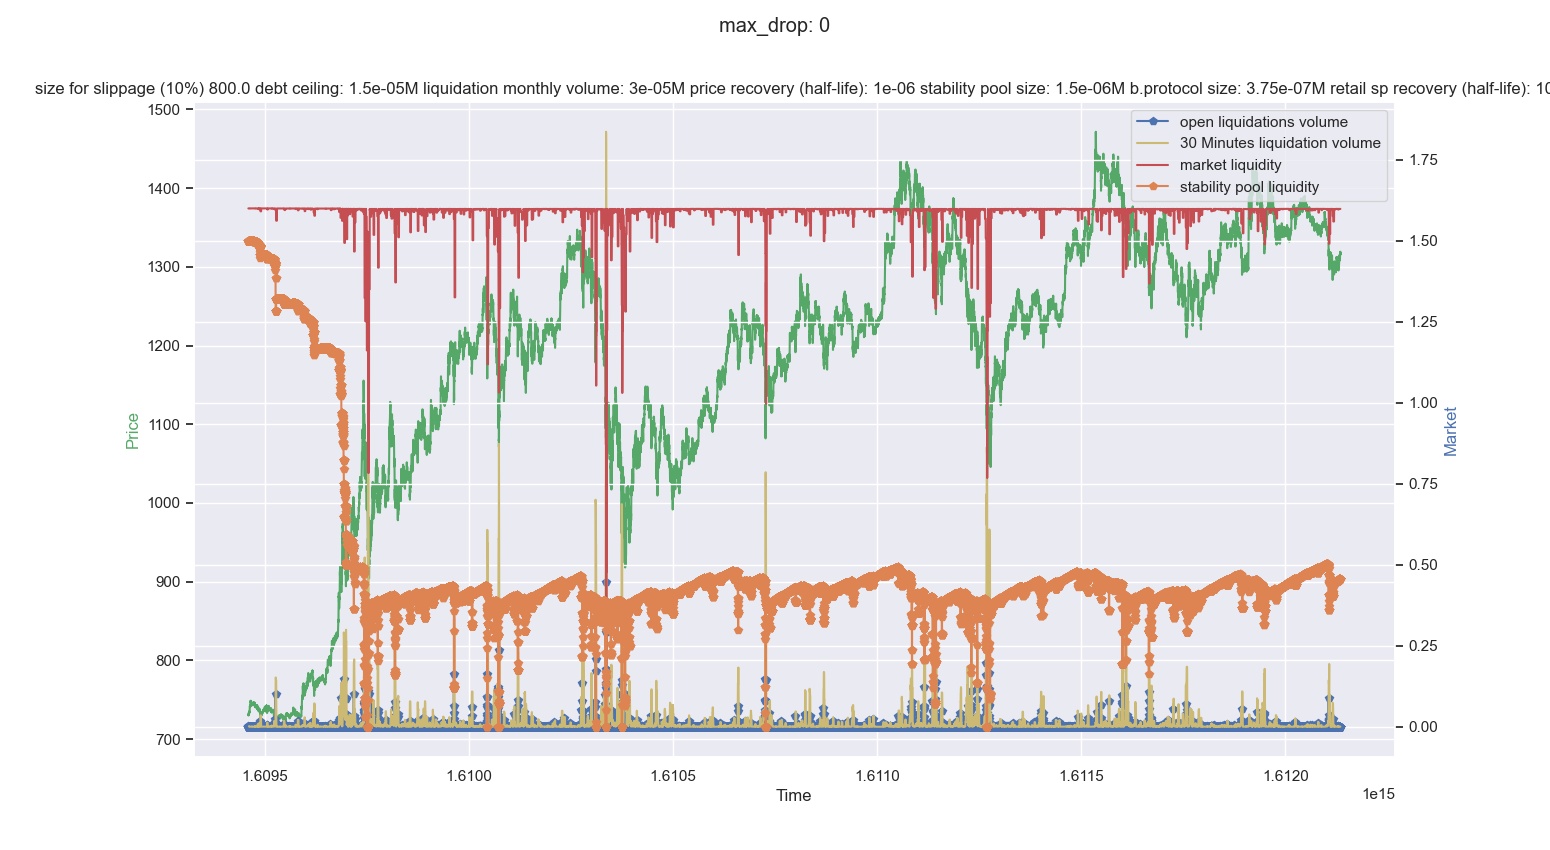 max_drop: 0
size for slippage (10%) 800.0 debt ceiling: 1.5e-05M liquidation monthly volume: 3e-05M price recovery (half-life): 1e-06 stability pool size: 1.5e-06M b.protocol size: 3.75e-07M retail sp recovery (half-life): 10
1500
1400
1300
1200
1100
1000
900
800
700
Price
open liquidations volume
30 Minutes liquidation volume
market liquidity
stability pool liquidity
1.75
1.50
1.25
1.00
0.75
0.50
0.25
0.00
Market
1.6095
1.6100
1.6105
1.6110
1.6115
1.6120
Time
1e15